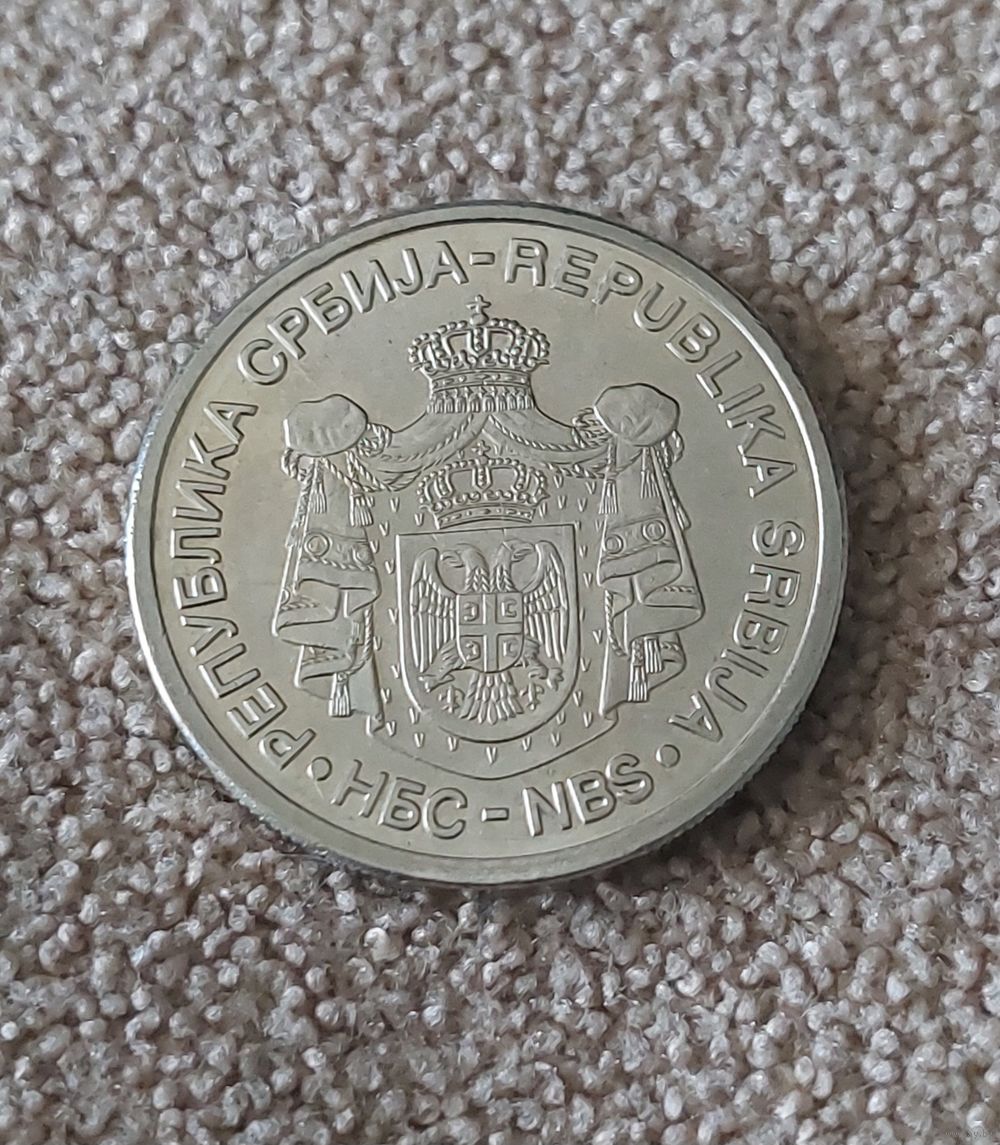 РЕПУБЛИКА СРБИЈА - REPUBLIKA SRBIJA
• НБС - NBS •